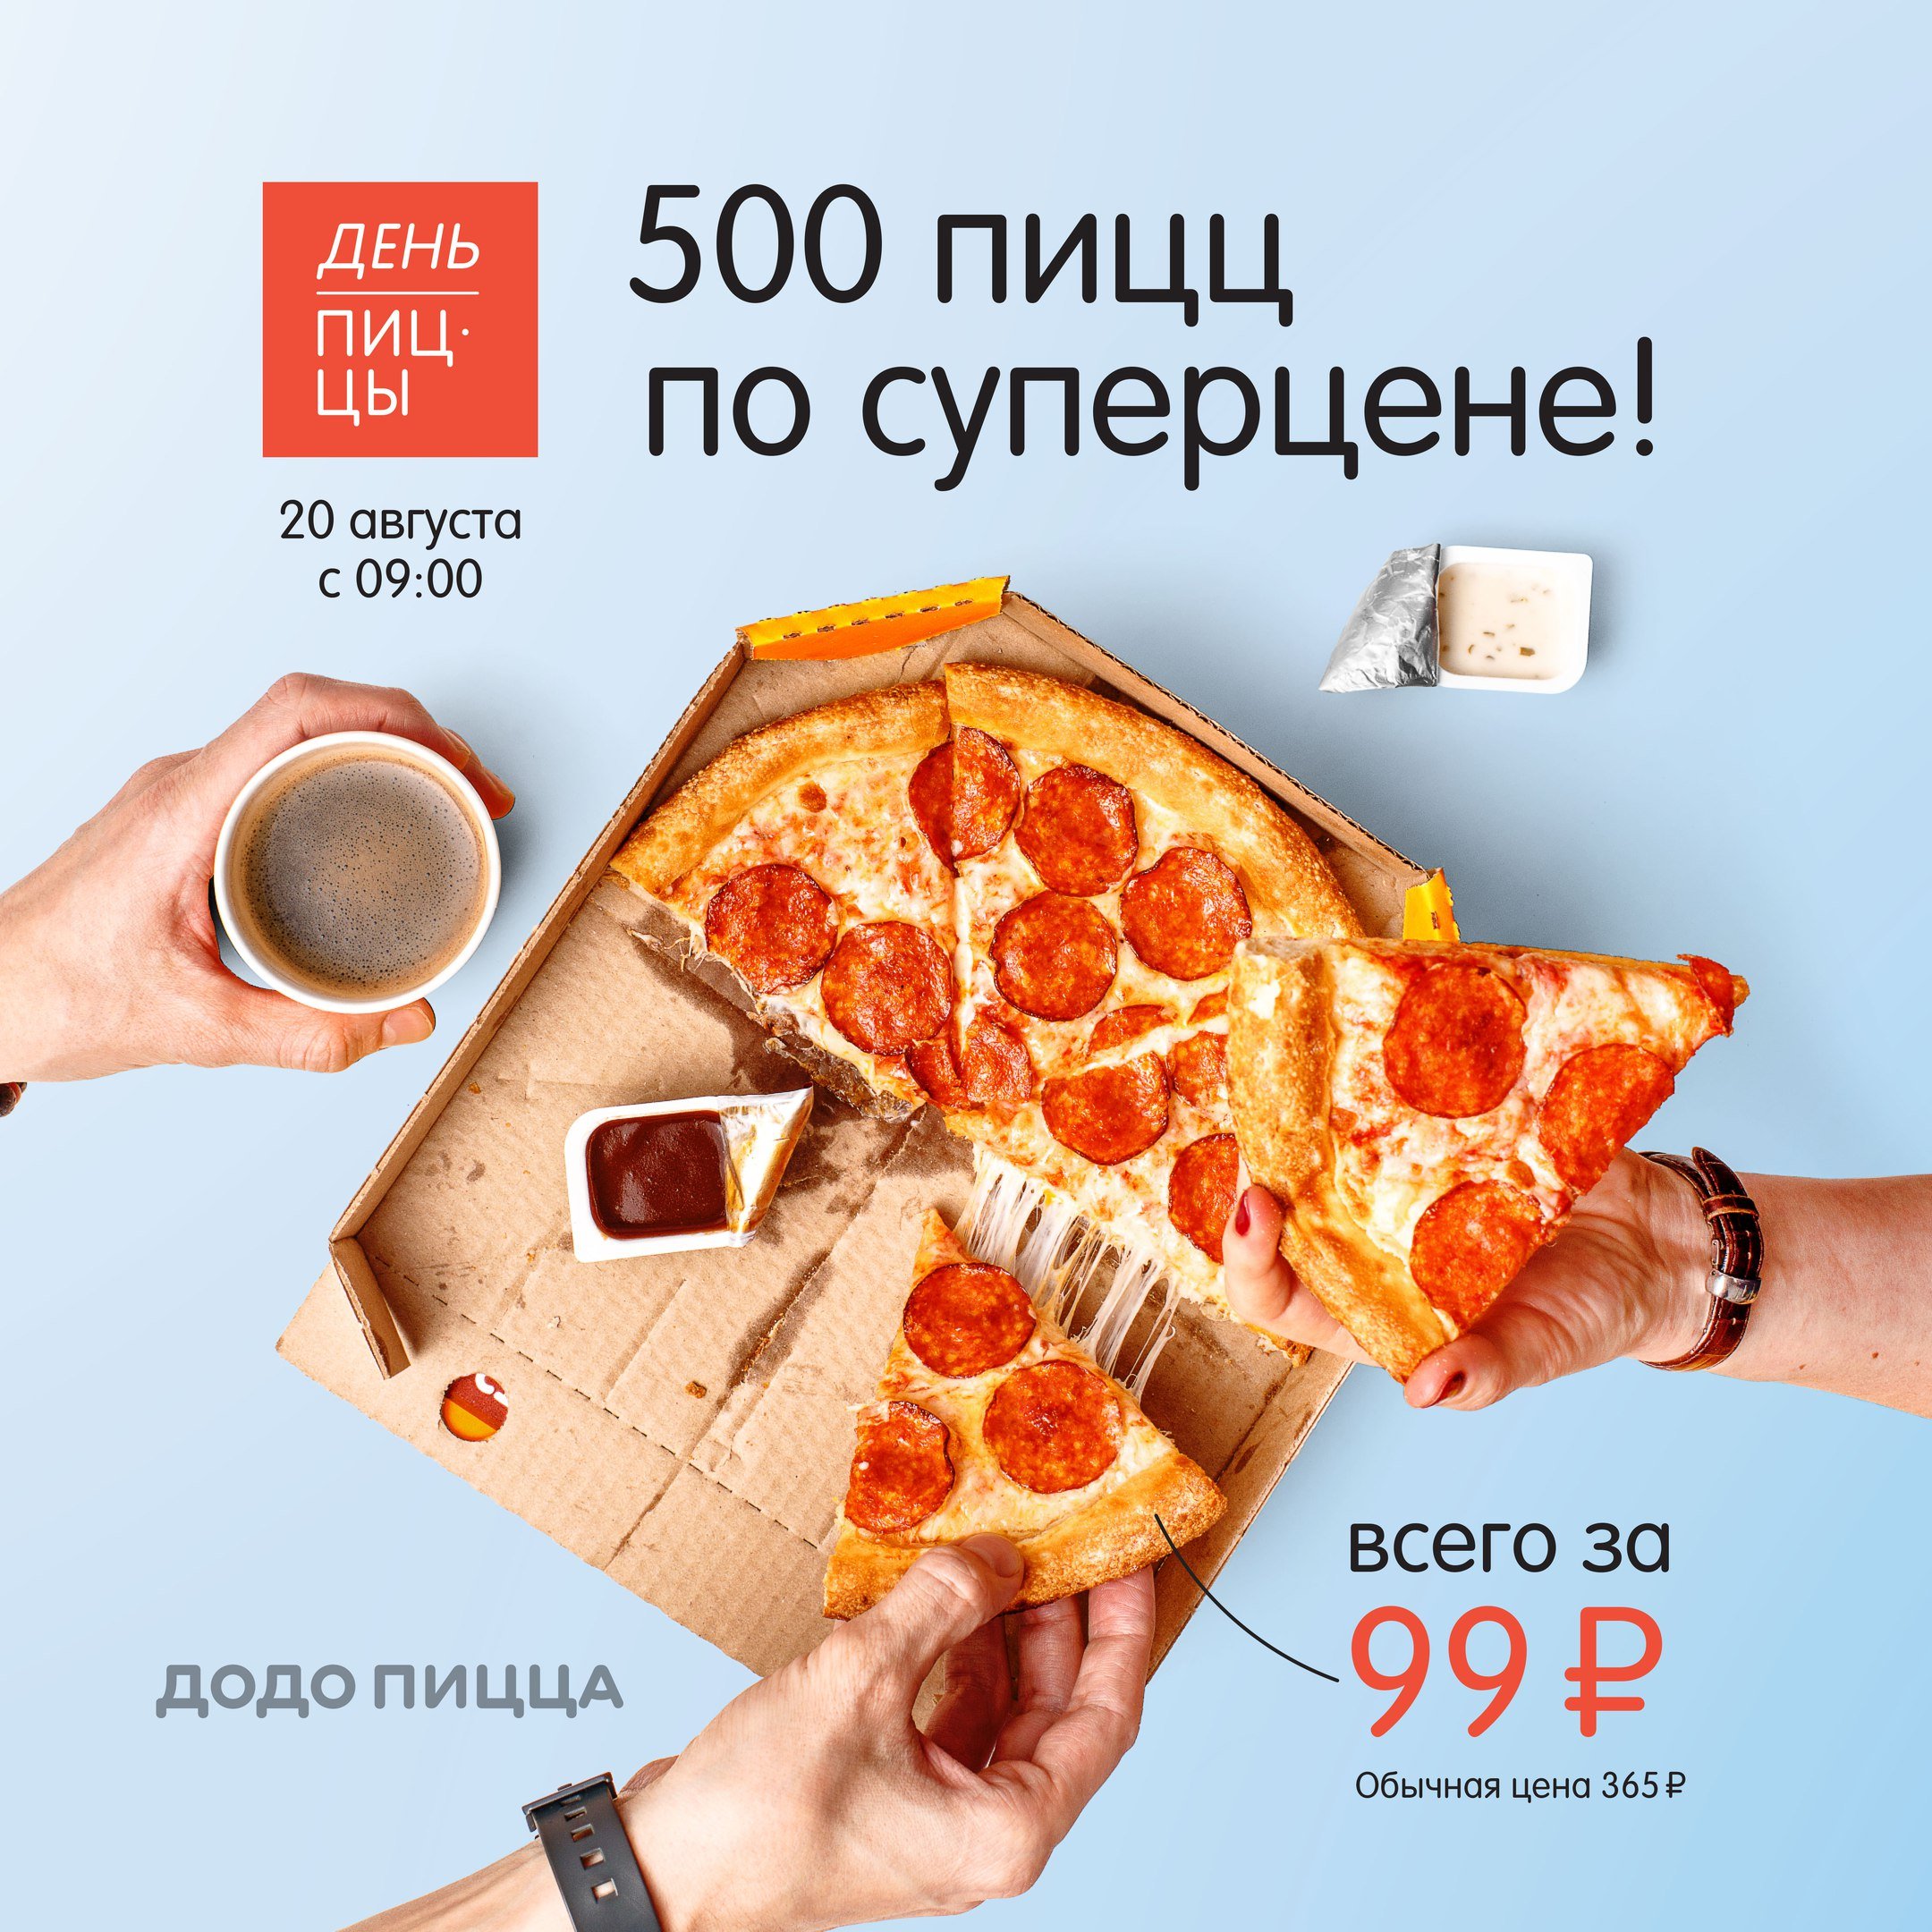 ДЕНЬ
ПИЦ·
ЦЫ
20 августа
с 09:00
500 пицц
по суперцене!
всего за
99 ₽
Обычная цена 365 ₽
ДОДО ПИЦЦА